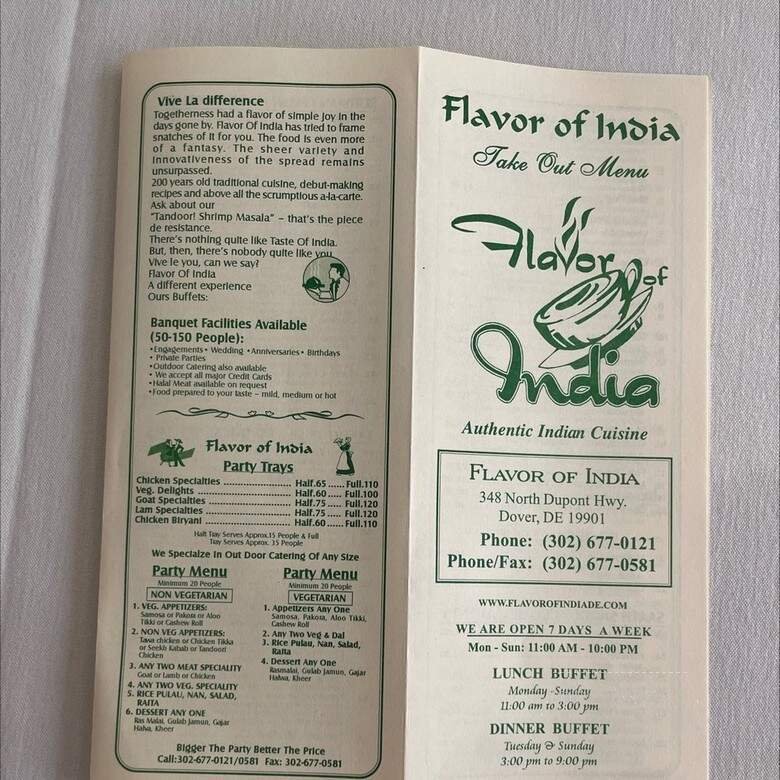 Vive La difference
Togetherness had a flavor of simple joy in the
days gone by. Flavor Of India has tried to frame
snatches of it for you. The food is even more
of a fantasy. The sheer variety and
innovativeness of the spread remains
unsurpassed.
200 years old traditional cuisine, debut-making
recipes and above all the scrumptious a-la-carte.
Ask about our
"Tandoori Shrimp Masala" – that's the piece
de resistance.
There's nothing quite like Taste Of India.
But, then, there's nobody quite like you
Vive le you, can we say?
Flavor Of India
A different experience
Ours Buffets:
Banquet Facilities Available
(50-150 People):
•Engagements• Wedding •Anniversaries• Birthdays
• Private Parties
•Outdoor Catering also available
• We accept all major Credit Cards
•Halal Meat available on request
•Food prepared to your taste – mild, medium or hot
Flavor of India
Party Trays
Chicken Specialties ................ Half.65 ..... Full.110
Veg. Delights ................ Half.60 ..... Full.100
Goat Specialties ................ Half.75 ..... Full.120
Lam Specialties ................ Half.75 ..... Full.120
Chicken Biryani ................ Half.60 ..... Full.110
Half Tray Serves Approx.15 People & Full
Tray Serves Approx. 35 People
We Specialze In Out Door Catering Of Any Size
Party Menu
Minimum 20 People
NON VEGETARIAN
1. VEG. APPETIZERS:
Samosa or Pakora or Aloo
Tikki or Cashew Roll
2. NON VEG APPETIZERS:
Tava chicken or Chicken Tikka
or Seekh Kabab or Tandoori
Chicken
3. ANY TWO MEAT SPECIALITY
Goat or Lamb or Chicken
4. ANY TWO VEG. SPECIALITY
5. RICE PULAU, NAN, SALAD,
RAITA
6. DESSERT ANY ONE
Ras Malai, Gulab Jamun, Gajar
Halwa, Kheer
Party Menu
Minimum 20 People
VEGETARIAN
1. Appetizers Any One
Samosa, Pakora, Aloo Tikki,
Cashew Roll
2. Any Two Veg & Dal
3. Rice Pulau, Nan, Salad,
Raita
4. Dessert Any One
Rasmalai, Gulab Jamun, Gajar
Halwa, Kheer
Bigger The Party Better The Price
Call:302-677-0121/0581 Fax: 302-677-0581
Flavor of India
Take Out Menu
Flavor of
India
Authentic Indian Cuisine
FLAVOR OF INDIA
348 North Dupont Hwy.
Dover, DE 19901
Phone: (302) 677-0121
Phone/Fax: (302) 677-0581
WWW.FLAVOROFINDIADE.COM
WE ARE OPEN 7 DAYS A WEEK
Mon - Sun: 11:00 AM - 10:00 PM
LUNCH BUFFET
Monday -Sunday
11:00 am to 3:00 pm
DINNER BUFFET
Tuesday & Sunday
3:00 pm to 9:00 pm